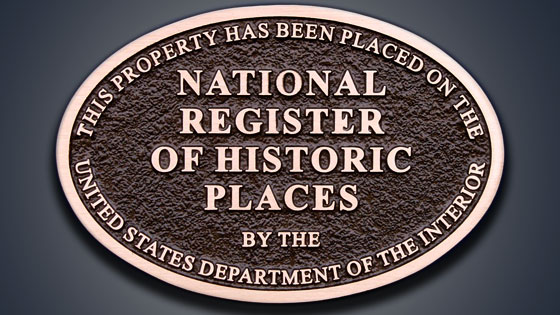 THIS PROPERTY HAS BEEN PLACED ON THE
NATIONAL
REGISTER
OF HISTORIC
PLACES
BY THE
UNITED STATES DEPARTMENT OF THE INTERIOR